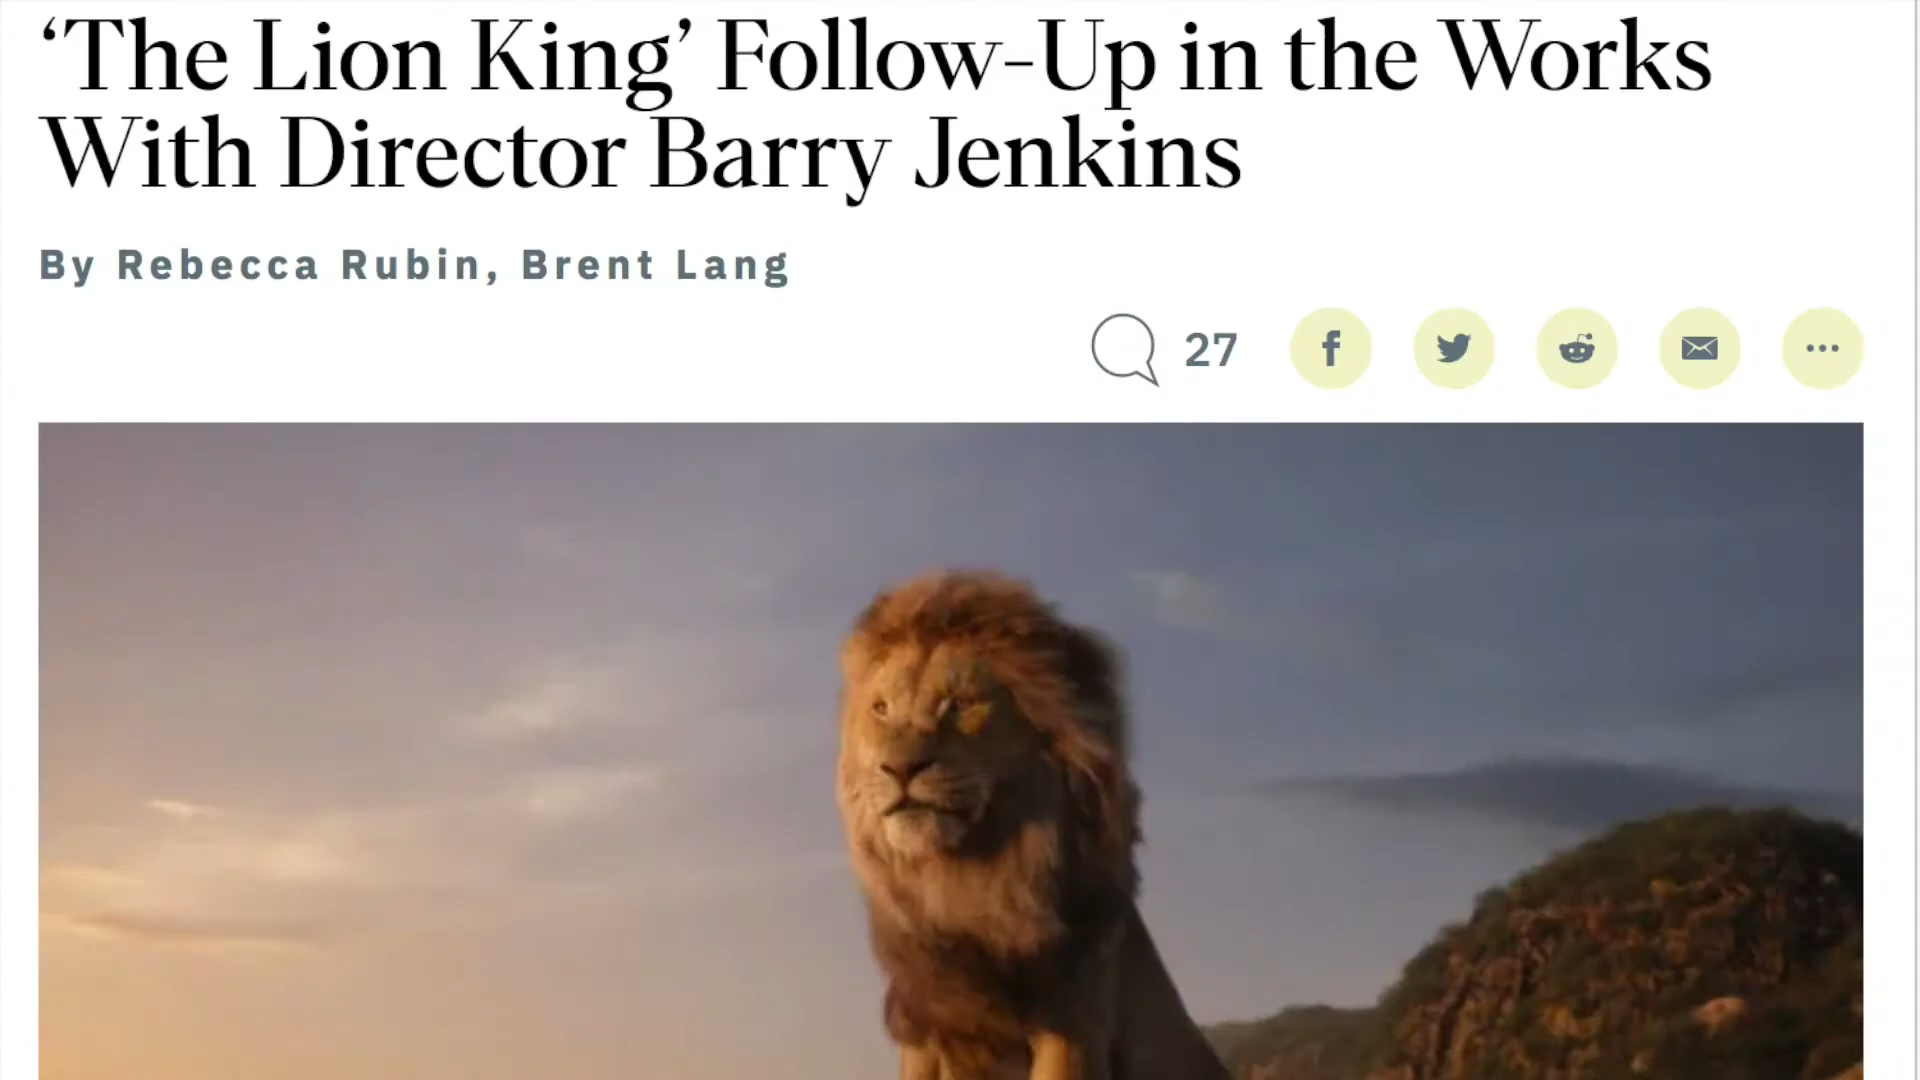 ‘The Lion King’ Follow-Up in the Works
With Director Barry Jenkins
By Rebecca Rubin, Brent Lang
27